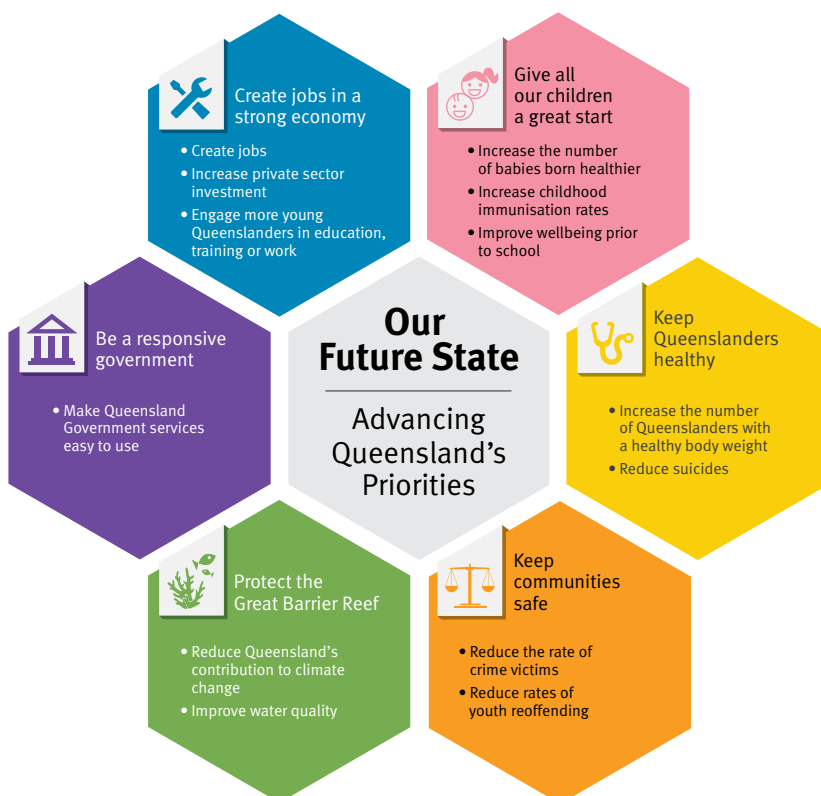 Create jobs in a
strong economy
• Create jobs
• Increase private sector
investment
• Engage more young
Queenslanders in education,
training or work
Give all
our children
a great start
• Increase the number
of babies born healthier
• Increase childhood
immunisation rates
• Improve wellbeing prior
to school
Be a responsive
government
• Make Queensland
Government services
easy to use
Our
Future State
Advancing
Queensland’s
Priorities
Keep
Queenslanders
healthy
• Increase the number
of Queenslanders with
a healthy body weight
• Reduce suicides
Protect the
Great Barrier Reef
• Reduce Queensland’s
contribution to climate
change
• Improve water quality
Keep
communities
safe
• Reduce the rate of
crime victims
• Reduce rates of
youth reoffending